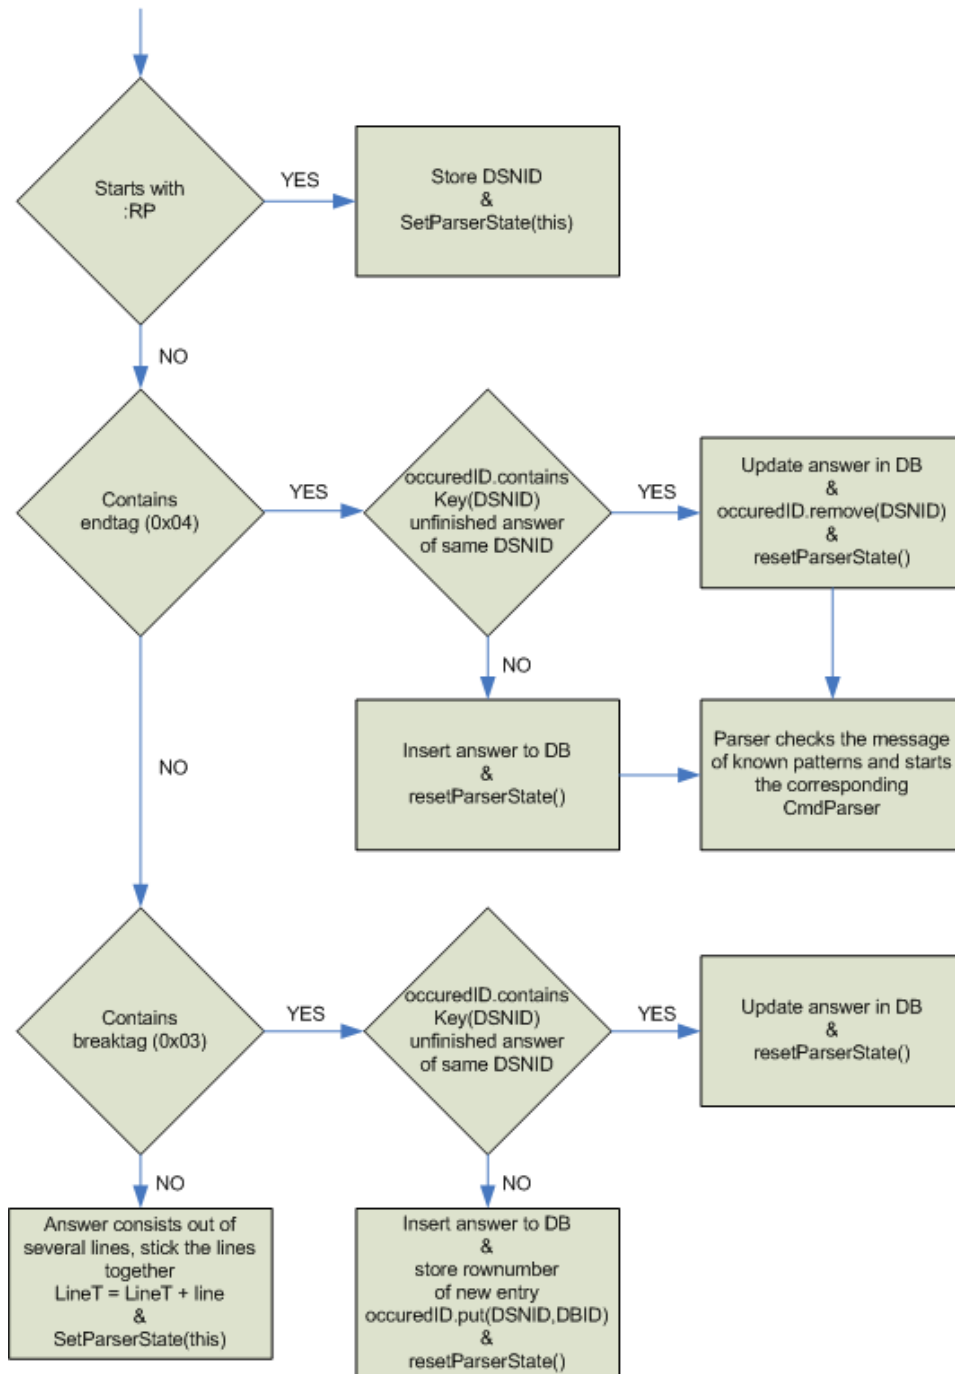 Starts with
:RP
YES
Store DSNID
&
SetParserState(this)
NO
Contains
endtag (0x04)
YES
occuredID.contains
Key(DSNID)
unfinished answer
of same DSNID
YES
Update answer in DB
&
occuredID.remove(DSNID)
&
resetParserState()
NO
NO
Insert answer to DB
&
resetParserState()
Parser checks the message
of known patterns and starts
the corresponding
CmdParser
Contains
breaktag (0x03)
YES
occuredID.contains
Key(DSNID)
unfinished answer
of same DSNID
YES
Update answer in DB
&
resetParserState()
NO
NO
Answer consists out of
several lines, stick the lines
together
LineT = LineT + line
&
SetParserState(this)
Insert answer to DB
&
store rownumber
of new entry
occuredID.put(DSNID,DBID)
&
resetParserState()